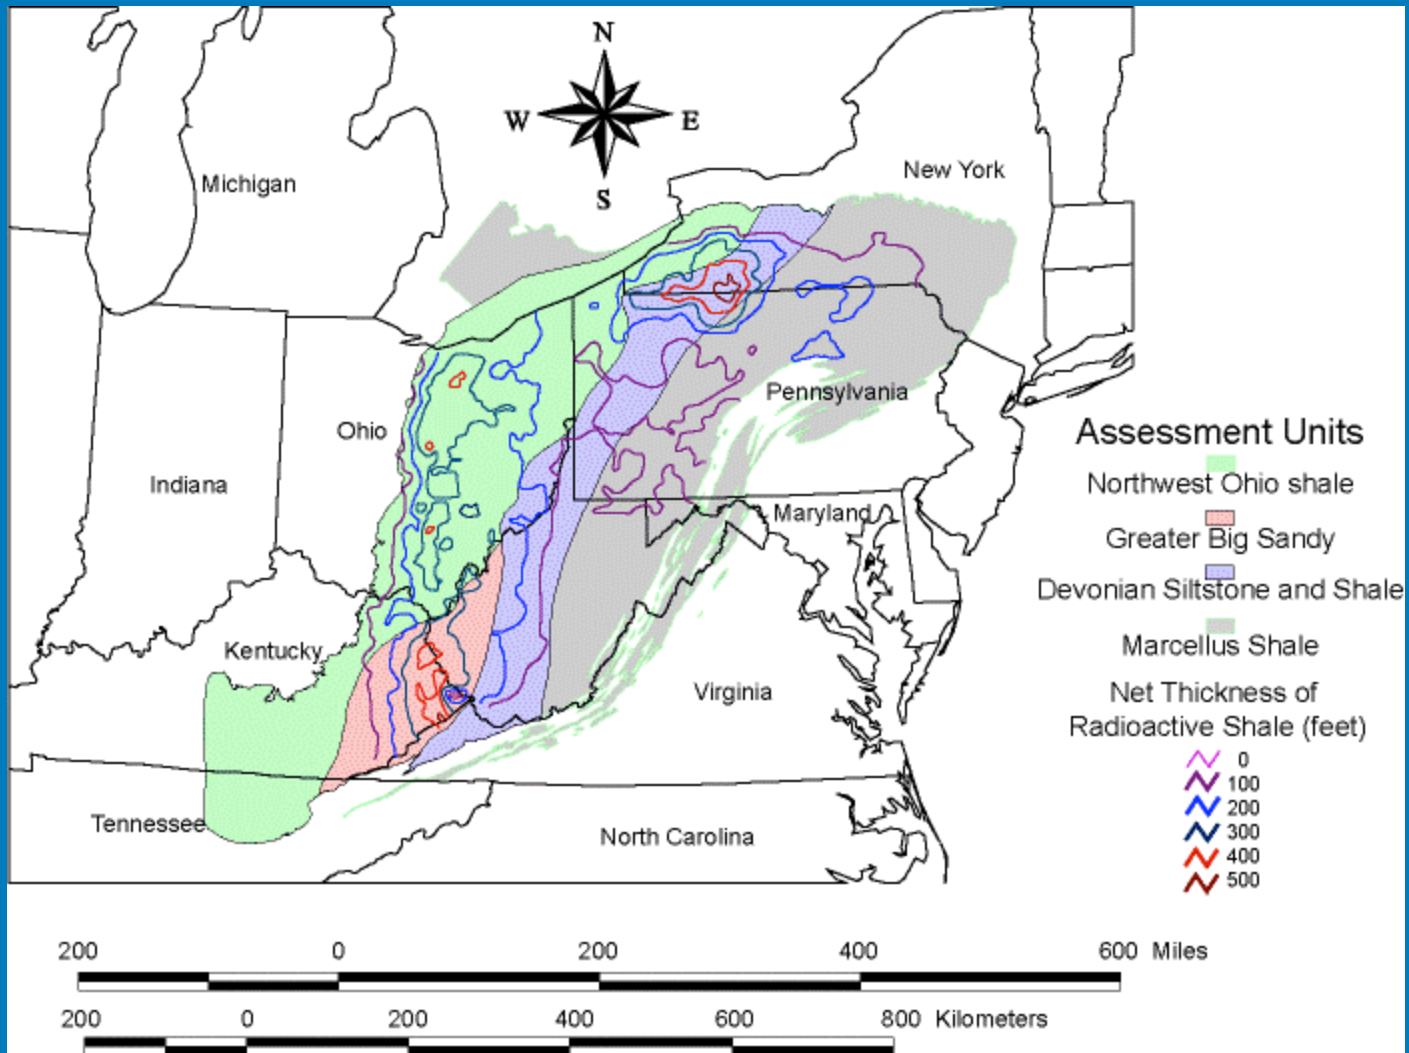 N
W E
S
Michigan
New York
Pennsylvania
Ohio
Indiana
Maryland
Kentucky
Virginia
Tennessee
North Carolina
Assessment Units
Northwest Ohio shale
Greater Big Sandy
Devonian Siltstone and Shale
Marcellus Shale
Net Thickness of
Radioactive Shale (feet)
0
100
200
300
400
500
200 0 200 400 600 Miles
200 0 200 400 600 800 Kilometers